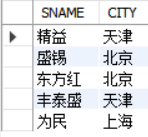 SNAME CITY
精益 天津
盛锡 北京
东方红 北京
丰泰盛 天津
为民 上海